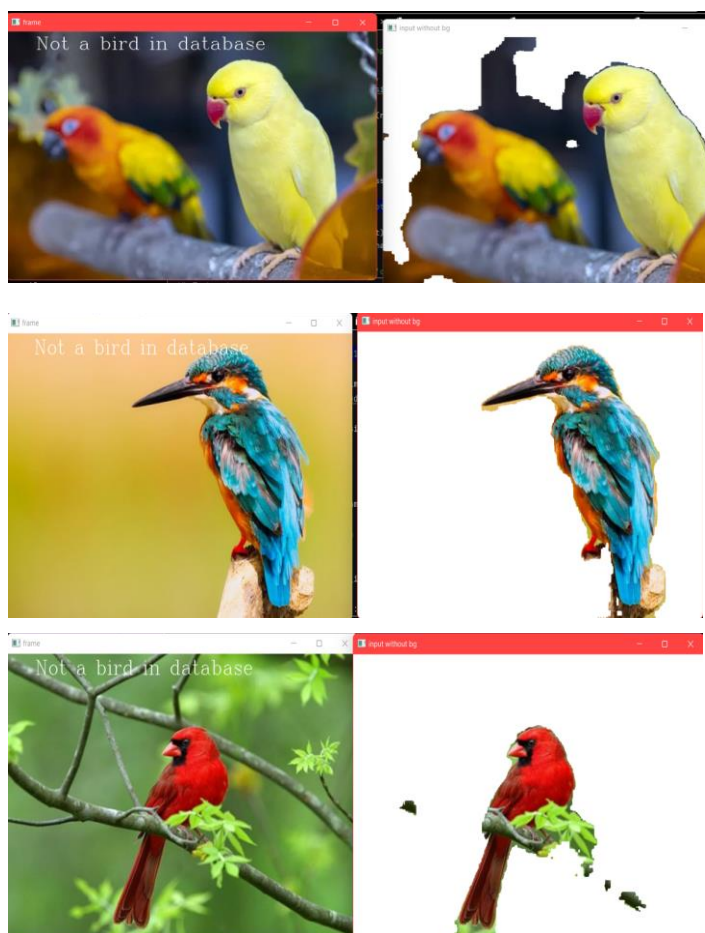 frame
input without bg
Not a bird in database
frame
input without bg
Not a bird in database
frame
input without bg
Not a bird in database